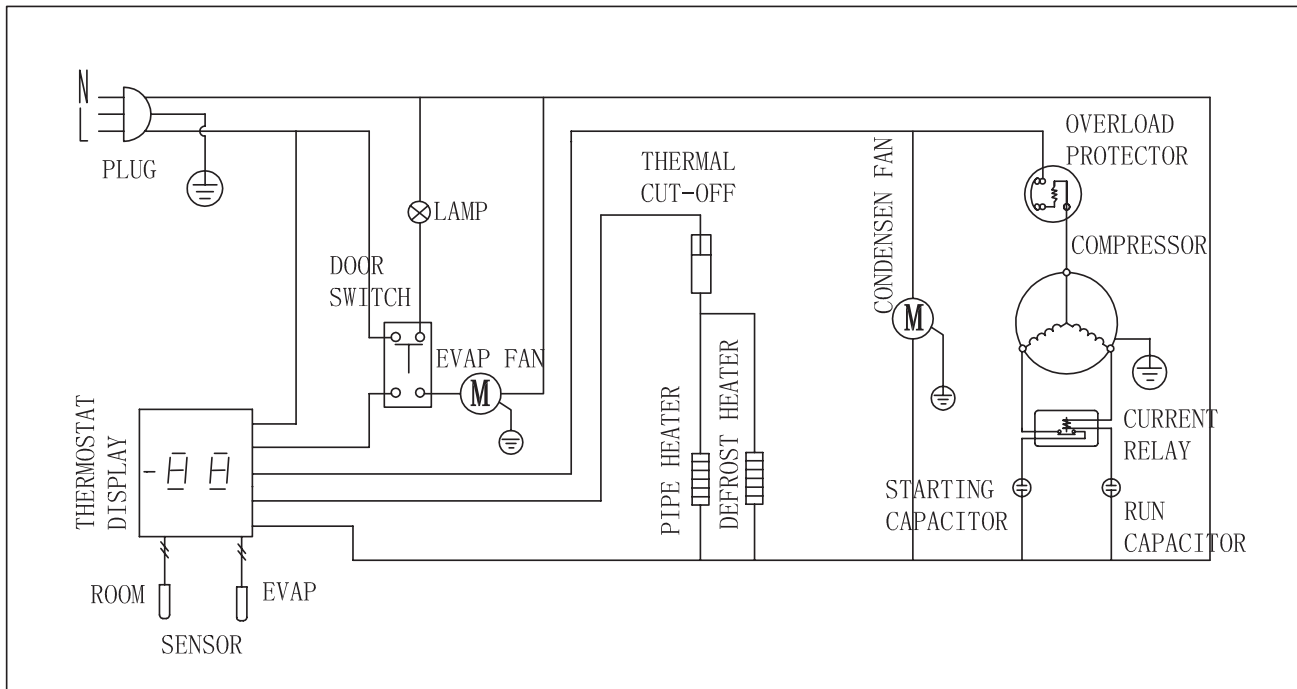 N
L
PLUG
LAMP
DOOR
SWITCH
EVAP FAN
M
THERMAL
CUT-OFF
PIPE HEATER
DEFROST HEATER
CONDENSEN FAN
M
OVERLOAD
PROTECTOR
COMPRESSOR
CURRENT
RELAY
STARTING
CAPACITOR
RUN
CAPACITOR
THERMOSTAT
DISPLAY
-88
ROOM
EVAP
SENSOR